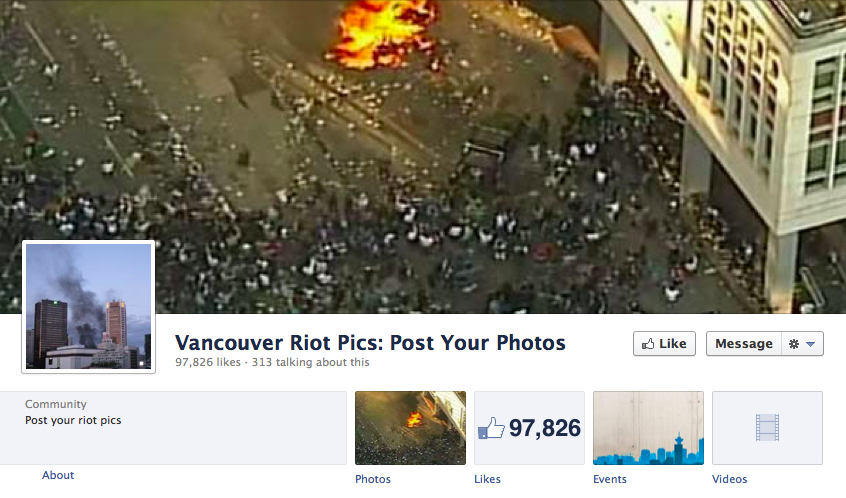 Vancouver Riot Pics: Post Your Photos
97,826 likes · 313 talking about this
Like
Message
Community
Post your riot pics
About
Photos
97,826
Likes
Events
Videos